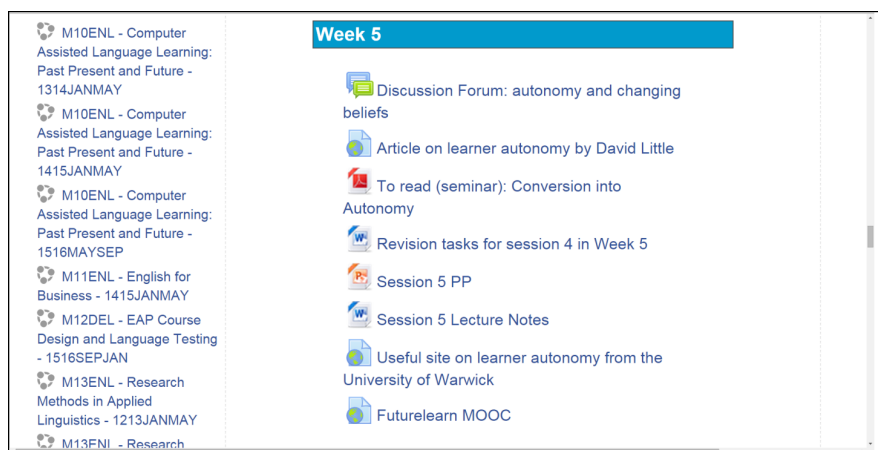 M10ENL - Computer
Assisted Language Learning:
Past Present and Future -
1314JANMAY
M10ENL - Computer
Assisted Language Learning:
Past Present and Future -
1415JANMAY
M10ENL - Computer
Assisted Language Learning:
Past Present and Future -
1516MAYSEP
M11ENL - English for
Business - 1415JANMAY
M12DEL - EAP Course
Design and Language Testing
- 1516SEPJAN
M13ENL - Research
Methods in Applied
Linguistics - 1213JANMAY
M13ENL - Research
Week 5
Discussion Forum: autonomy and changing
beliefs
Article on learner autonomy by David Little
To read (seminar): Conversion into
Autonomy
Revision tasks for session 4 in Week 5
Session 5 PP
Session 5 Lecture Notes
Useful site on learner autonomy from the
University of Warwick
Futurelearn MOOC